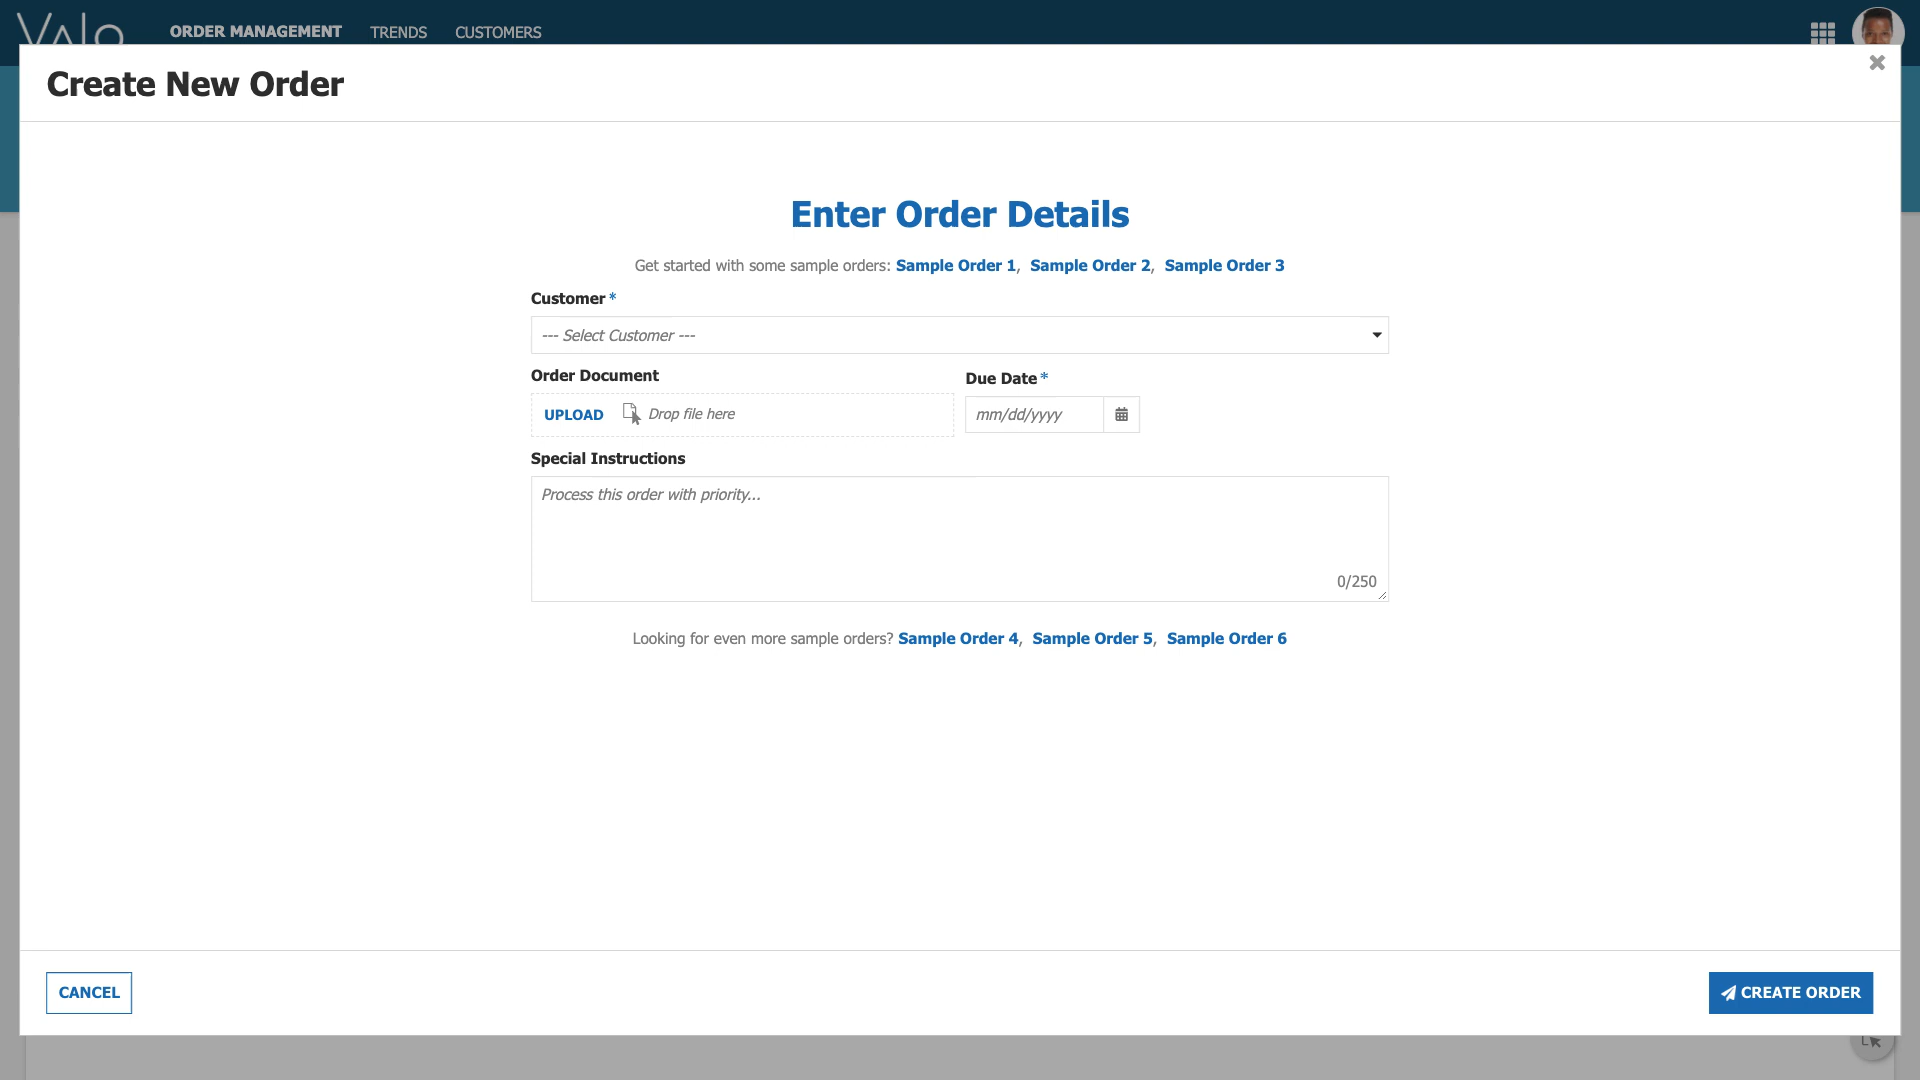 Valo
ORDER MANAGEMENT TRENDS CUSTOMERS
Create New Order
Enter Order Details
Get started with some sample orders: Sample Order 1, Sample Order 2, Sample Order 3
Customer *
--- Select Customer ---
Order Document Due Date *
UPLOAD Drop file here mm/dd/yyyy
Special Instructions
Process this order with priority...
0/250
Looking for even more sample orders? Sample Order 4, Sample Order 5, Sample Order 6
CANCEL CREATE ORDER